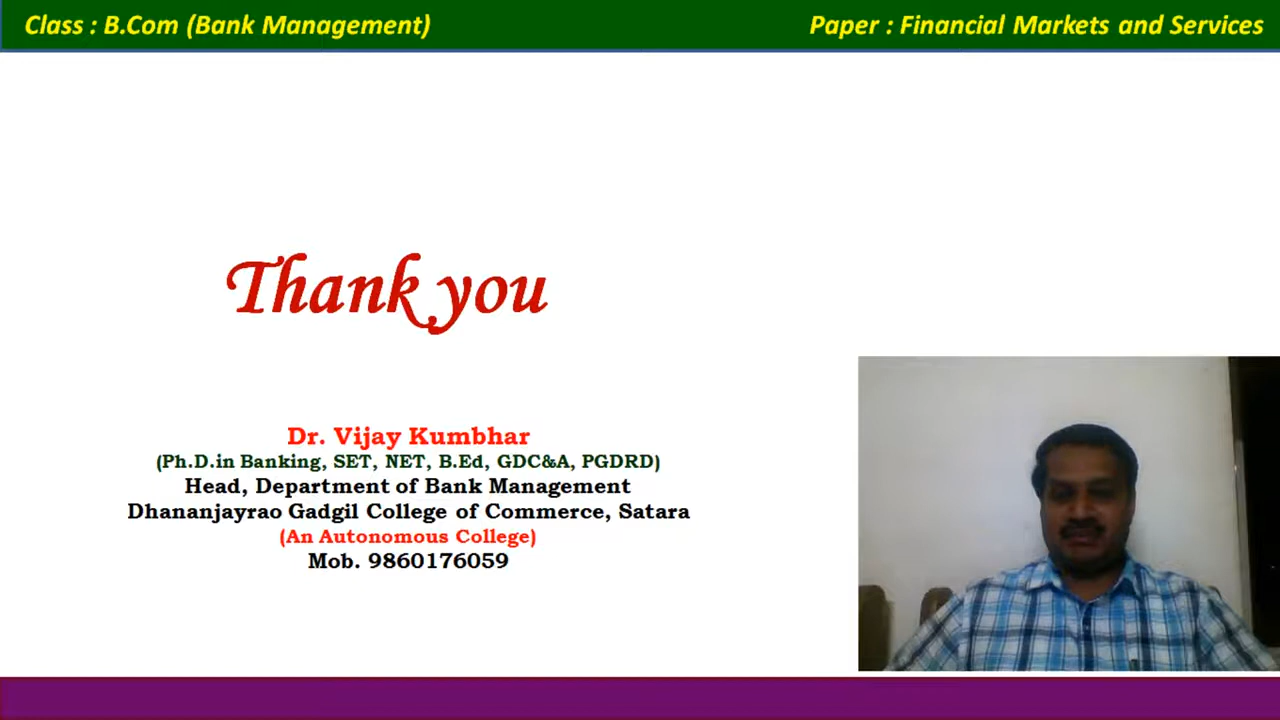 Class : B.Com (Bank Management)
Paper : Financial Markets and Services
Thank you
Dr. Vijay Kumbhar
(Ph.D.in Banking, SET, NET, B.Ed, GDC&A, PGDRD)
Head, Department of Bank Management
Dhananjayrao Gadgil College of Commerce, Satara
(An Autonomous College)
Mob. 9860176059